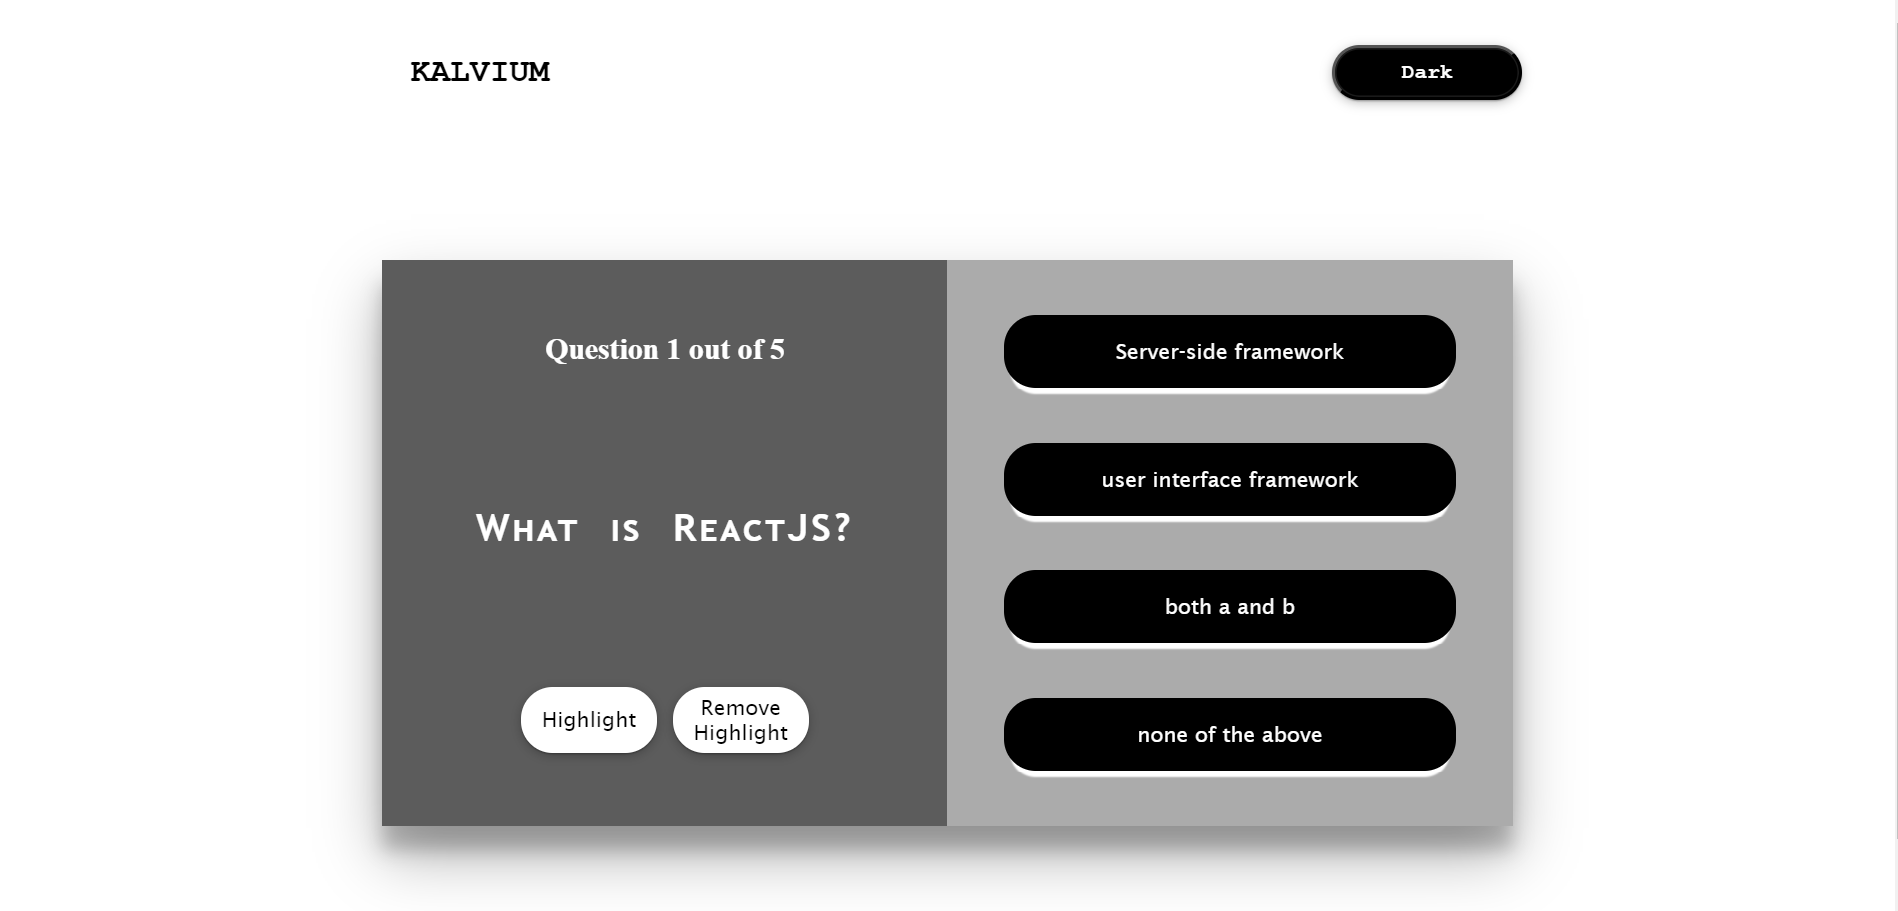 KALVIUM
Dark
Question 1 out of 5
What is ReactJS?
Highlight
Remove
Highlight
Server-side framework
user interface framework
both a and b
none of the above